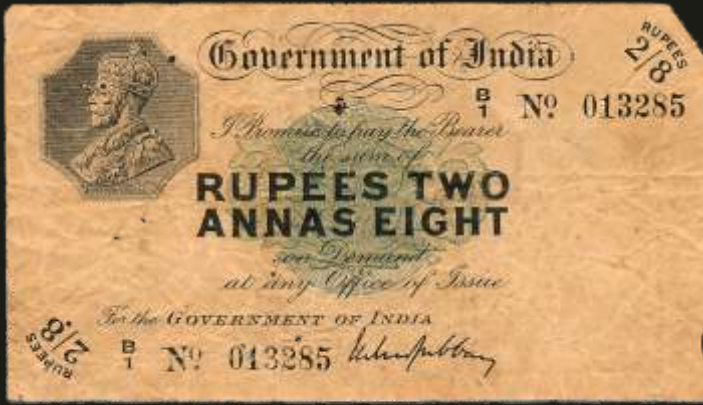 Government of India
RUPEES
2/8
B/1 Nº 013285
I Promise to pay the Bearer
the sum of
RUPEES TWO
ANNAS EIGHT
on Demand
at any Office of Issue
For the GOVERNMENT OF INDIA
RUPEES
2/8
B/1 Nº 013285